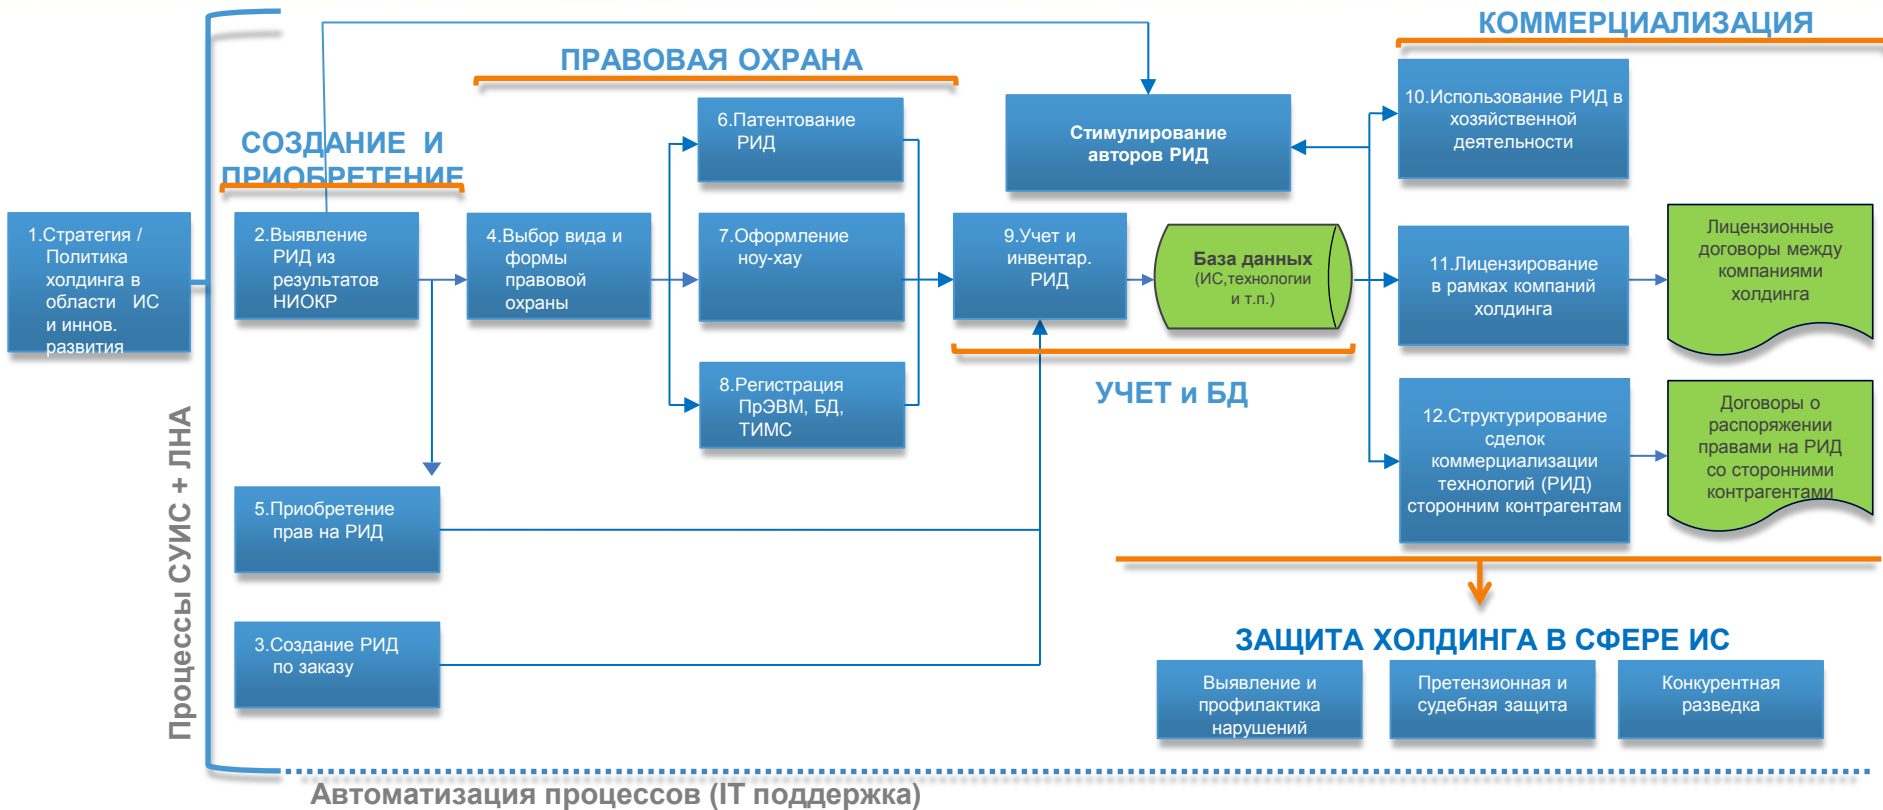 КОММЕРЦИАЛИЗАЦИЯ
ПРАВОВАЯ ОХРАНА
СОЗДАНИЕ И
ПРИОБРЕТЕНИЕ
1.Стратегия /
Политика
холдинга в
области ИС
и иннов.
развития
2.Выявление
РИД из
результатов
НИОКР
4.Выбор вида и
формы
правовой
охраны
6.Патентование
РИД
7.Оформление
ноу-хау
8.Регистрация
ПрЭВМ, БД,
ТИМС
5.Приобретение
прав на РИД
3.Создание РИД
по заказу
Стимулирование
авторов РИД
9.Учет и
инвентар.
РИД
База данных
(ИС,технологии
и т.п.)
УЧЕТ и БД
10.Использование РИД в
хозяйственной
деятельности
11.Лицензирование
в рамках компаний
холдинга
12.Структурирование
сделок
коммерциализации
технологий (РИД)
сторонним контрагентам
Лицензионные
договоры между
компаниями
холдинга
Договоры о
распоряжении
правами на РИД
со сторонними
контрагентами
ЗАЩИТА ХОЛДИНГА В СФЕРЕ ИС
Выявление и
профилактика
нарушений
Претензионная и
судебная защита
Конкурентная
разведка
Процессы СУИС + ЛНА
Автоматизация процессов (IT поддержка)